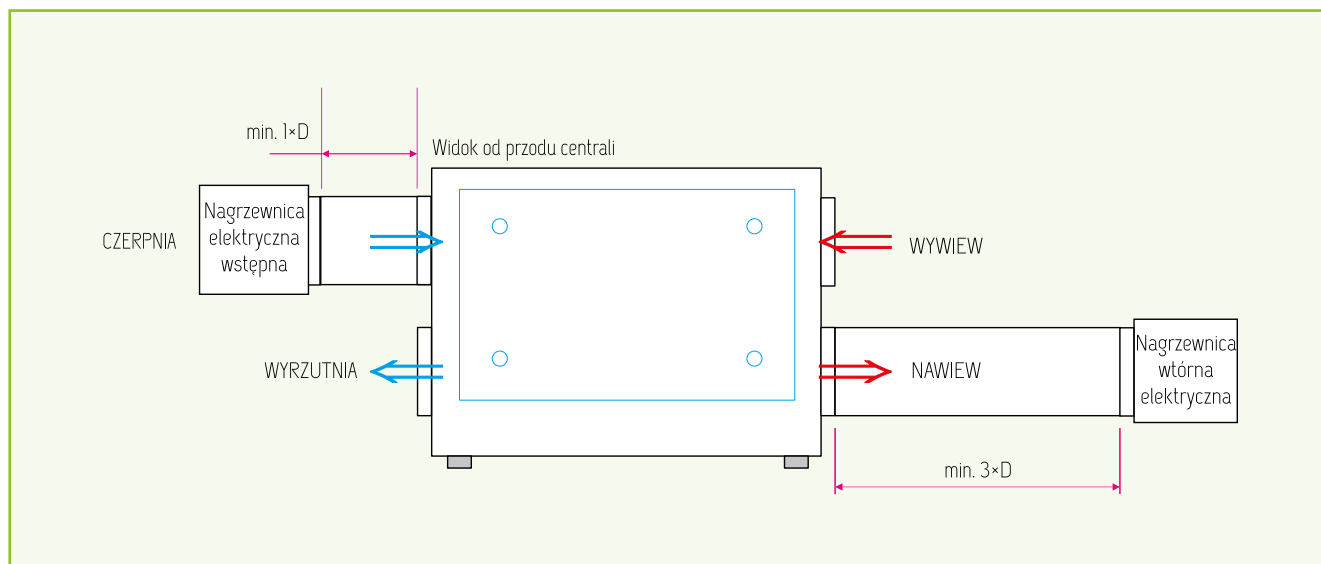 min. 1×D
Widok od przodu centrali
Nagrzewnica
elektryczna
wstępna
CZERPNIA
WYWIEW
WYRZUTNIA
NAWIEW
Nagrzewnica
wtórna
elektryczna
min. 3×D